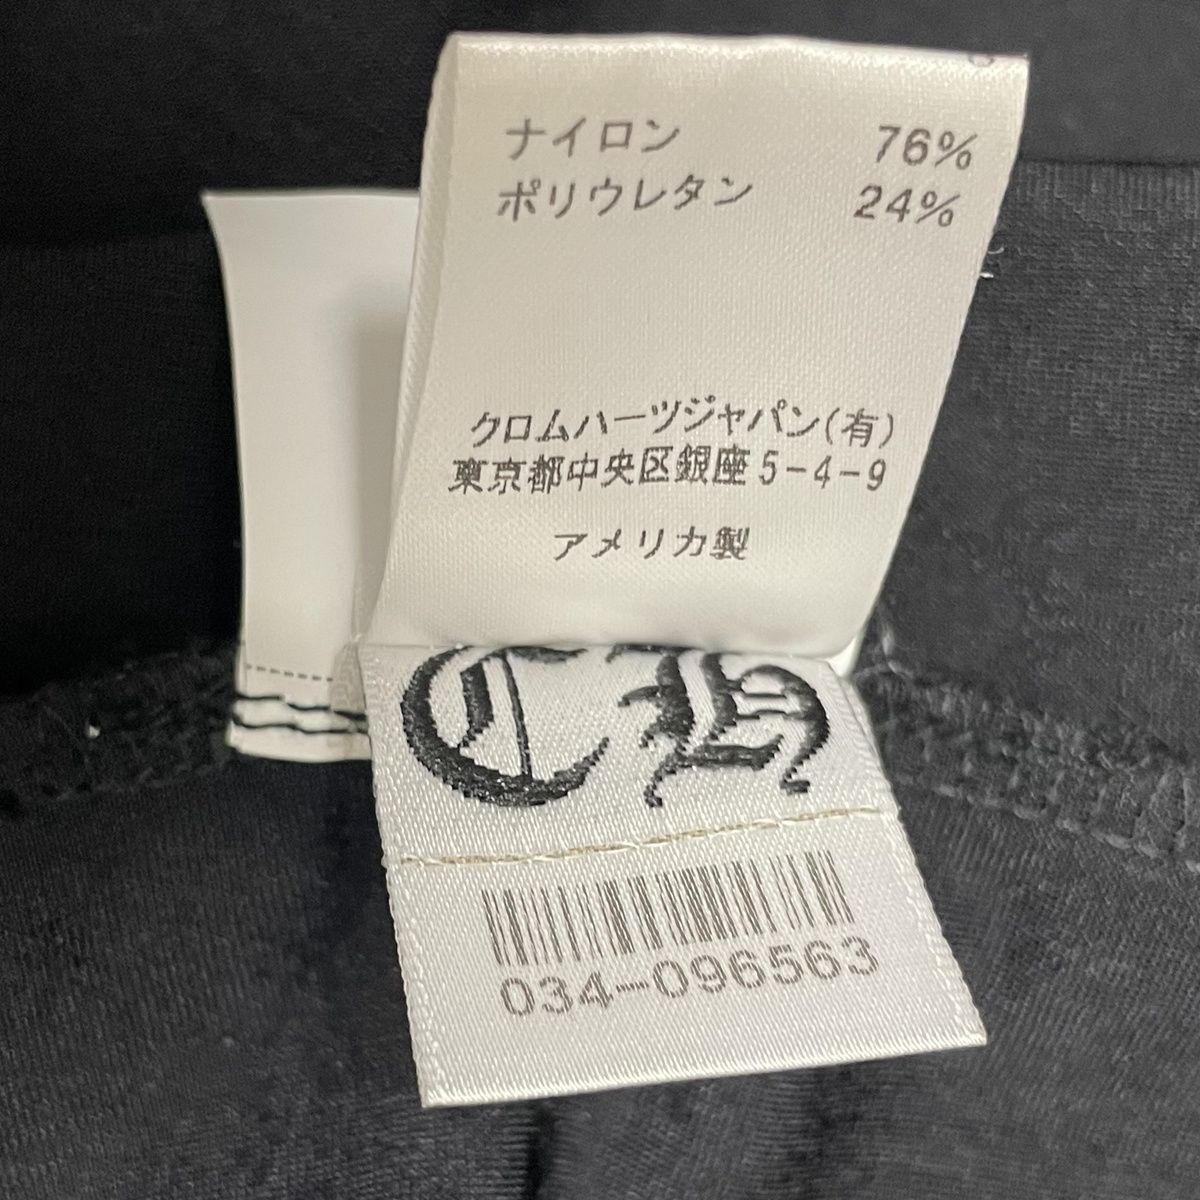 ナイロン 76%
ポリウレタン 24%
クロムハーツジャパン(有)
東京都中央区銀座5-4-9
アメリカ製
CH
034-096563